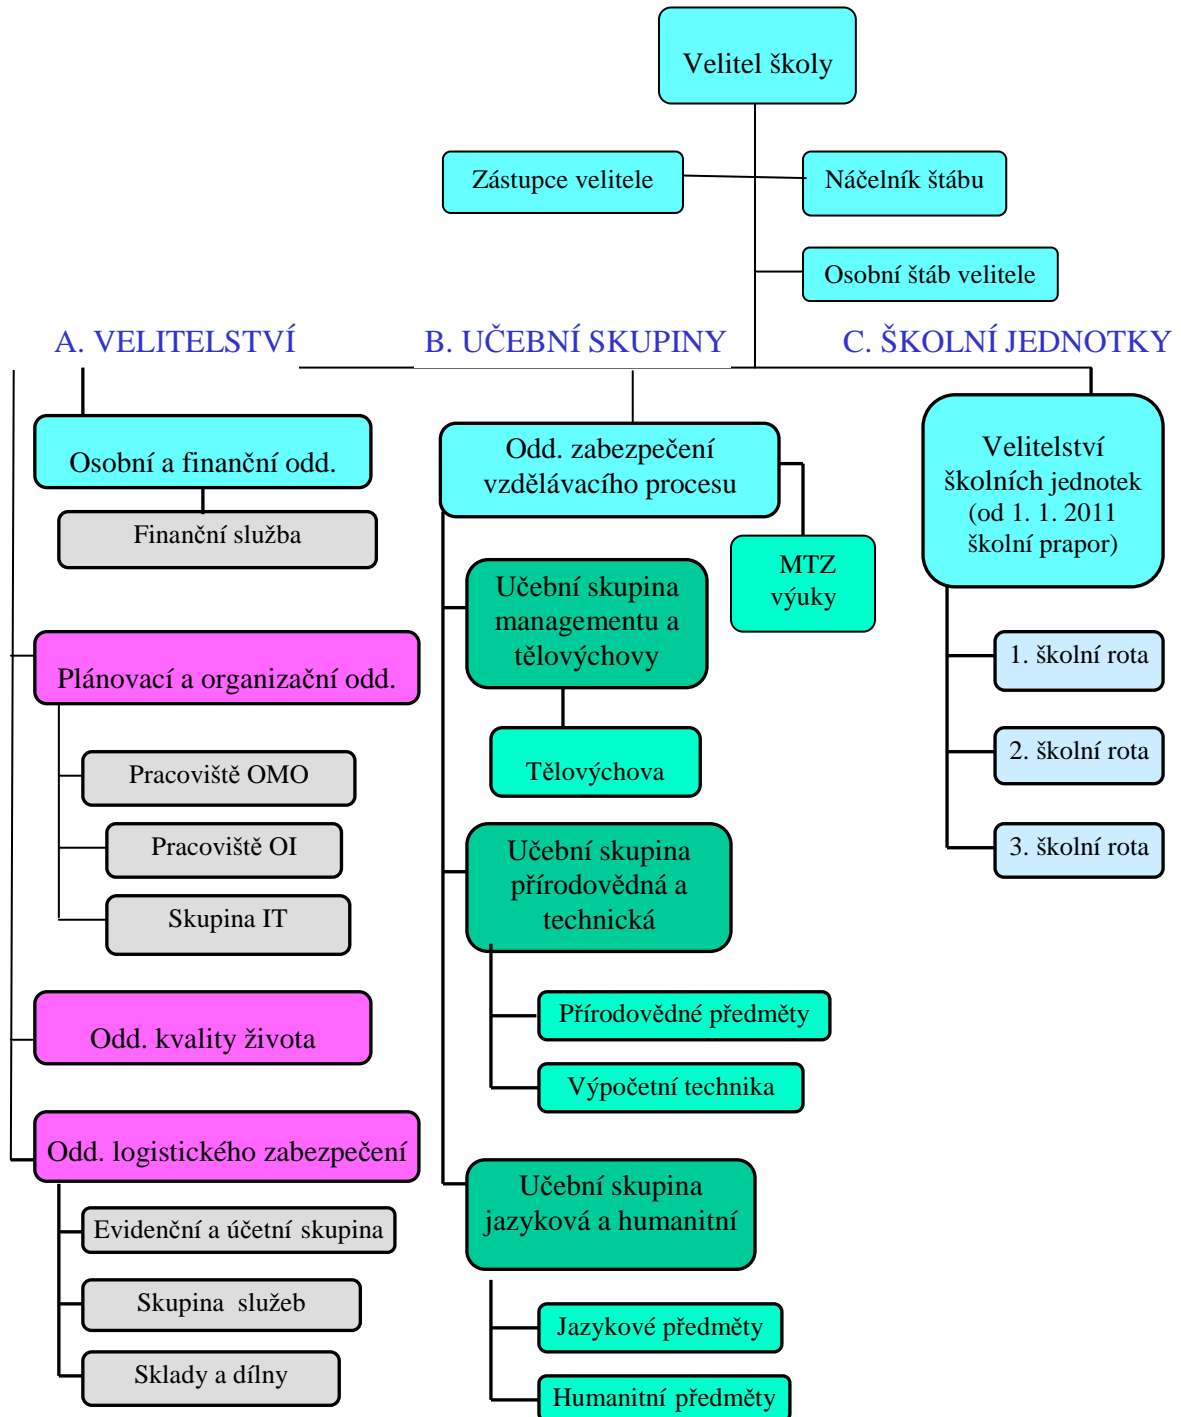 Velitel školy
Zástupce velitele
Náčelník štábu
Osobní štáb velitele
A. VELITELSTVÍ
B. UČEBNÍ SKUPINY
C. ŠKOLNÍ JEDNOTKY
Osobní a finanční odd.
Finanční služba
Plánovací a organizační odd.
Pracoviště OMO
Pracoviště OI
Skupina IT
Odd. kvality života
Odd. logistického zabezpečení
Evidenční a účetní skupina
Skupina služeb
Sklady a dílny
Odd. zabezpečení
vzdělávacího procesu
MTZ
výuky
Učební skupina
managementu a
tělovýchovy
Tělovýchova
Učební skupina
přírodovědná a
technická
Přírodovědné předměty
Výpočetní technika
Učební skupina
jazyková a humanitní
Jazykové předměty
Humanitní předměty
Velitelství
školních jednotek
(od 1. 1. 2011
školní prapor)
1. školní rota
2. školní rota
3. školní rota